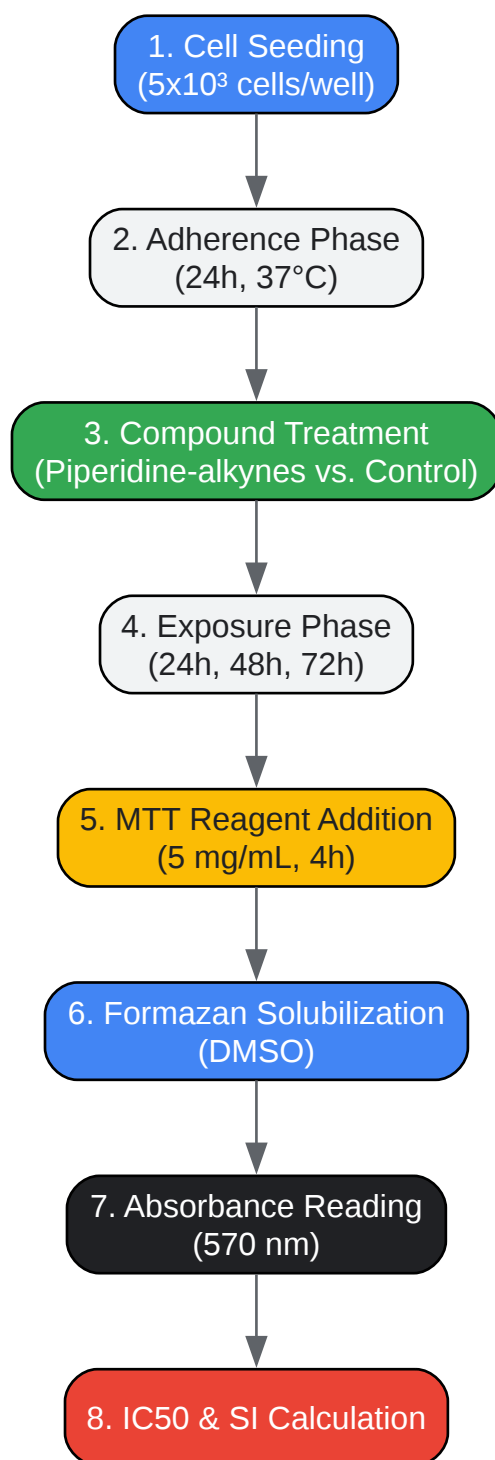 1. Cell Seeding
(5x10³ cells/well)
2. Adherence Phase
(24h, 37°C)
3. Compound Treatment
(Piperidine-alkynes vs. Control)
4. Exposure Phase
(24h, 48h, 72h)
5. MTT Reagent Addition
(5 mg/mL, 4h)
6. Formazan Solubilization
(DMSO)
7. Absorbance Reading
(570 nm)
8. IC50 & SI Calculation